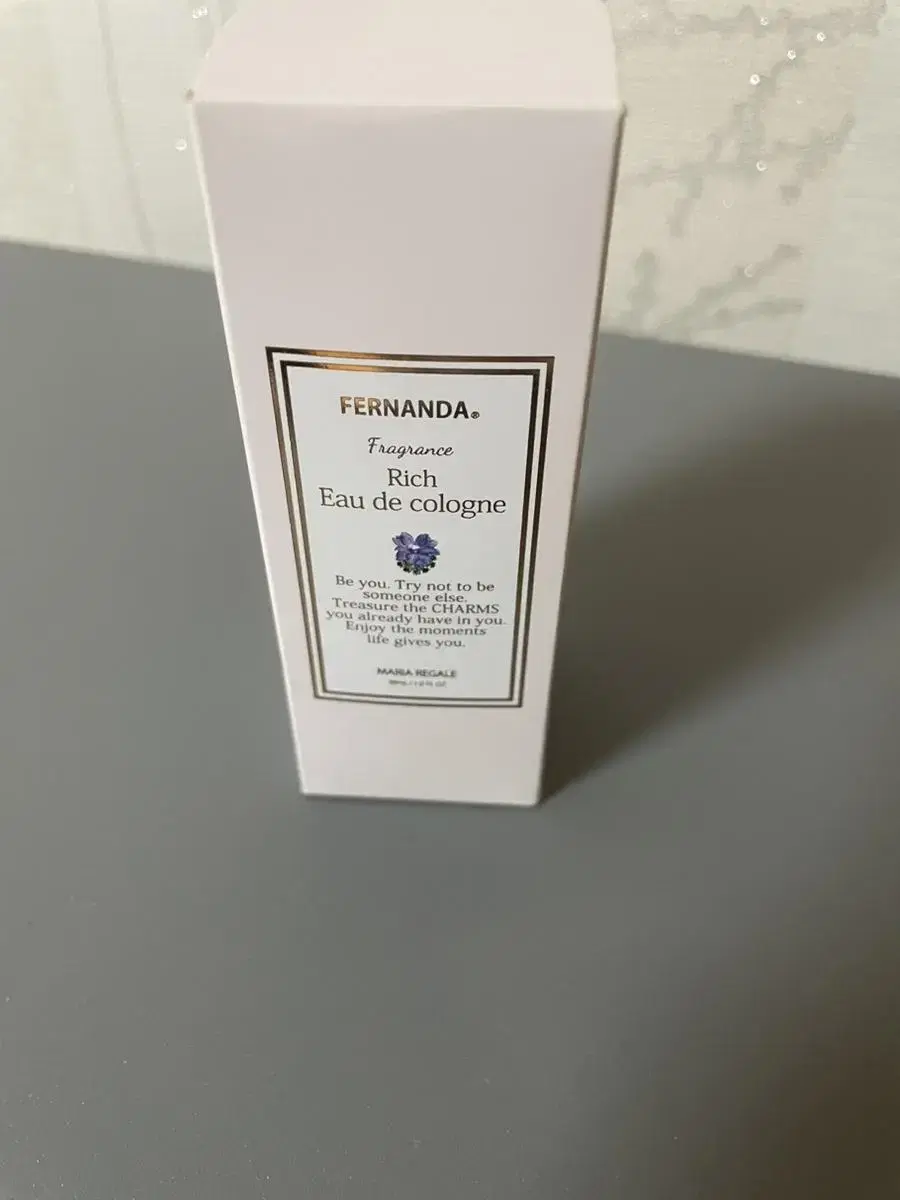 FERNANDA®
Fragrance
Rich
Eau de cologne
Be you. Try not to be
someone else.
Treasure the CHARMS
you already have in you.
Enjoy the moments
life gives you.
MARIA REGALE